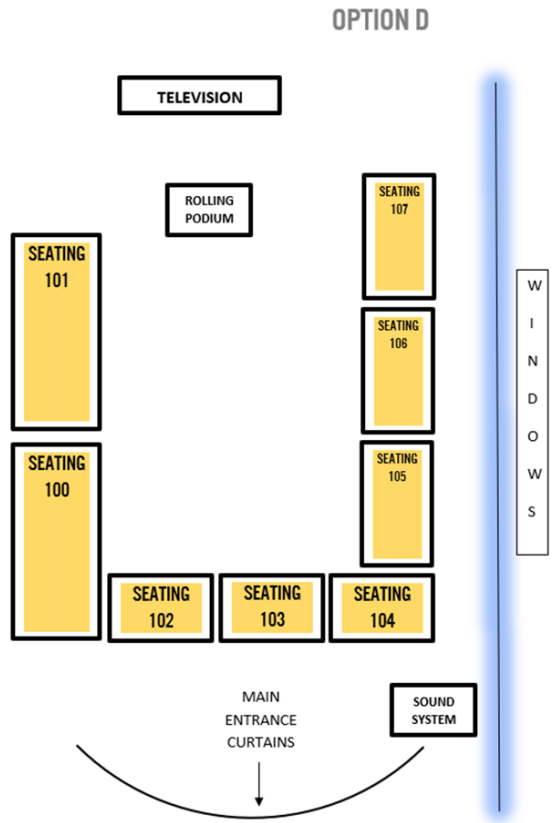 OPTION D
TELEVISION
ROLLING
PODIUM
SEATING
107
SEATING
101
SEATING
106
W
I
N
D
O
W
S
SEATING
100
SEATING
105
SEATING
102
SEATING
103
SEATING
104
MAIN
ENTRANCE
CURTAINS
SOUND
SYSTEM